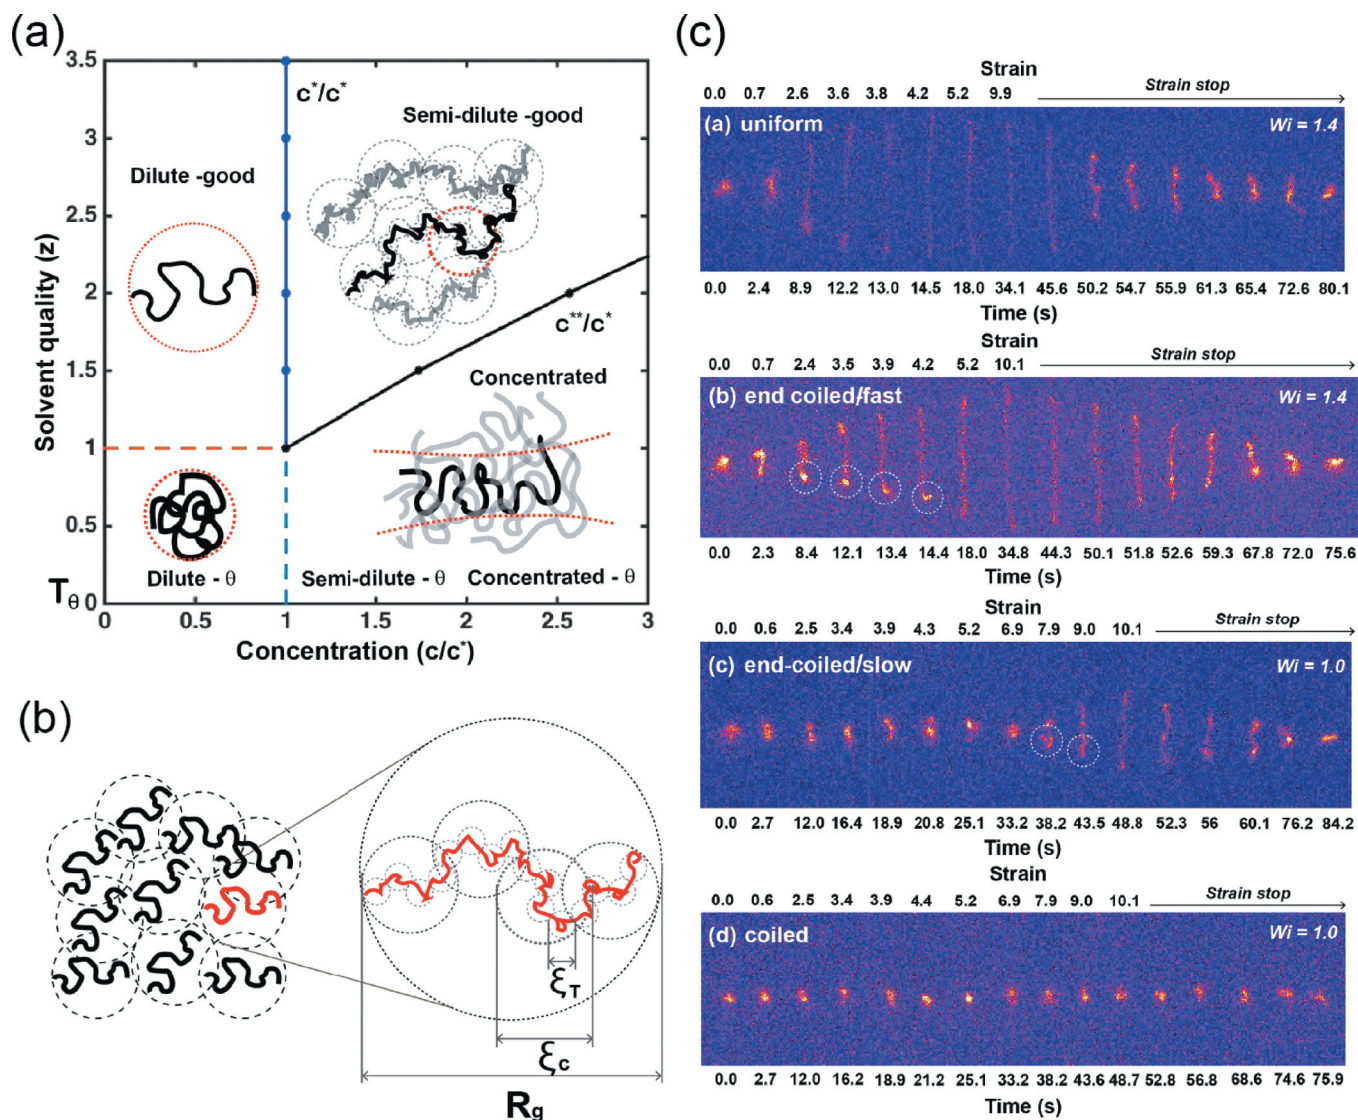 (a)
3.5
3
2.5
2
1.5
1
0.5
0
Solvent quality (z)
c*/c*
Semi-dilute -good
Dilute -good
c**/c*
Concentrated
Dilute - θ
Semi-dilute - θ
Concentrated - θ
Tθ
0 0.5 1 1.5 2 2.5 3
Concentration (c/c*)
(b)
ξT
ξc
Rg
(c)
Strain
0.0 0.7 2.6 3.6 3.8 4.2 5.2 9.9 Strain stop
(a) uniform Wi = 1.4
0.0 2.4 8.9 12.2 13.0 14.5 18.0 34.1 45.6 50.2 54.7 55.9 61.3 65.4 72.6 80.1
Time (s)
Strain
0.0 0.7 2.4 3.5 3.9 4.2 5.2 10.1 Strain stop
(b) end coiled/fast Wi = 1.4
0.0 2.3 8.4 12.1 13.4 14.4 18.0 34.8 44.3 50.1 51.8 52.6 59.3 67.8 72.0 75.6
Time (s)
Strain
0.0 0.6 2.5 3.4 3.9 4.3 5.2 6.9 7.9 9.0 10.1 Strain stop
(c) end-coiled/slow Wi = 1.0
0.0 2.7 12.0 16.4 18.9 20.8 25.1 33.2 38.2 43.5 48.8 52.3 56 60.1 76.2 84.2
Time (s)
Strain
0.0 0.6 2.5 3.4 3.9 4.4 5.2 6.9 7.9 9.0 10.1 Strain stop
(d) coiled Wi = 1.0
0.0 2.7 12.0 16.2 18.9 21.2 25.1 33.2 38.2 43.6 48.7 52.8 56.8 68.6 74.6 75.9
Time (s)